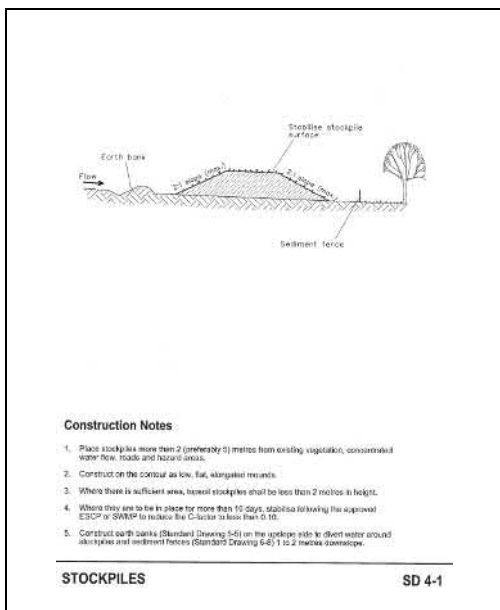 Stabilise stockpile
surface
Earth bank
Flow
2:1 slope (max.)
2:1 slope (max.)
Sediment fence
Construction Notes
1. Place stockpiles more than 2 (preferably 5) metres from existing vegetation, concentrated
water flow, roads and hazard areas.
2. Construct on the contour as low, flat, elongated mounds.
3. Where there is sufficient area, topsoil stockpiles shall be less than 2 metres in height.
4. Where they are to be in place for more than 10 days, stabilise following the approved
ESCP or SWMP to reduce the C-factor to less than 0.10.
5. Construct earth banks (Standard Drawing 5-5) on the upslope side to divert water around
stockpiles and sediment fences (Standard Drawing 6-8) 1 to 2 metres downslope.
STOCKPILES SD 4-1